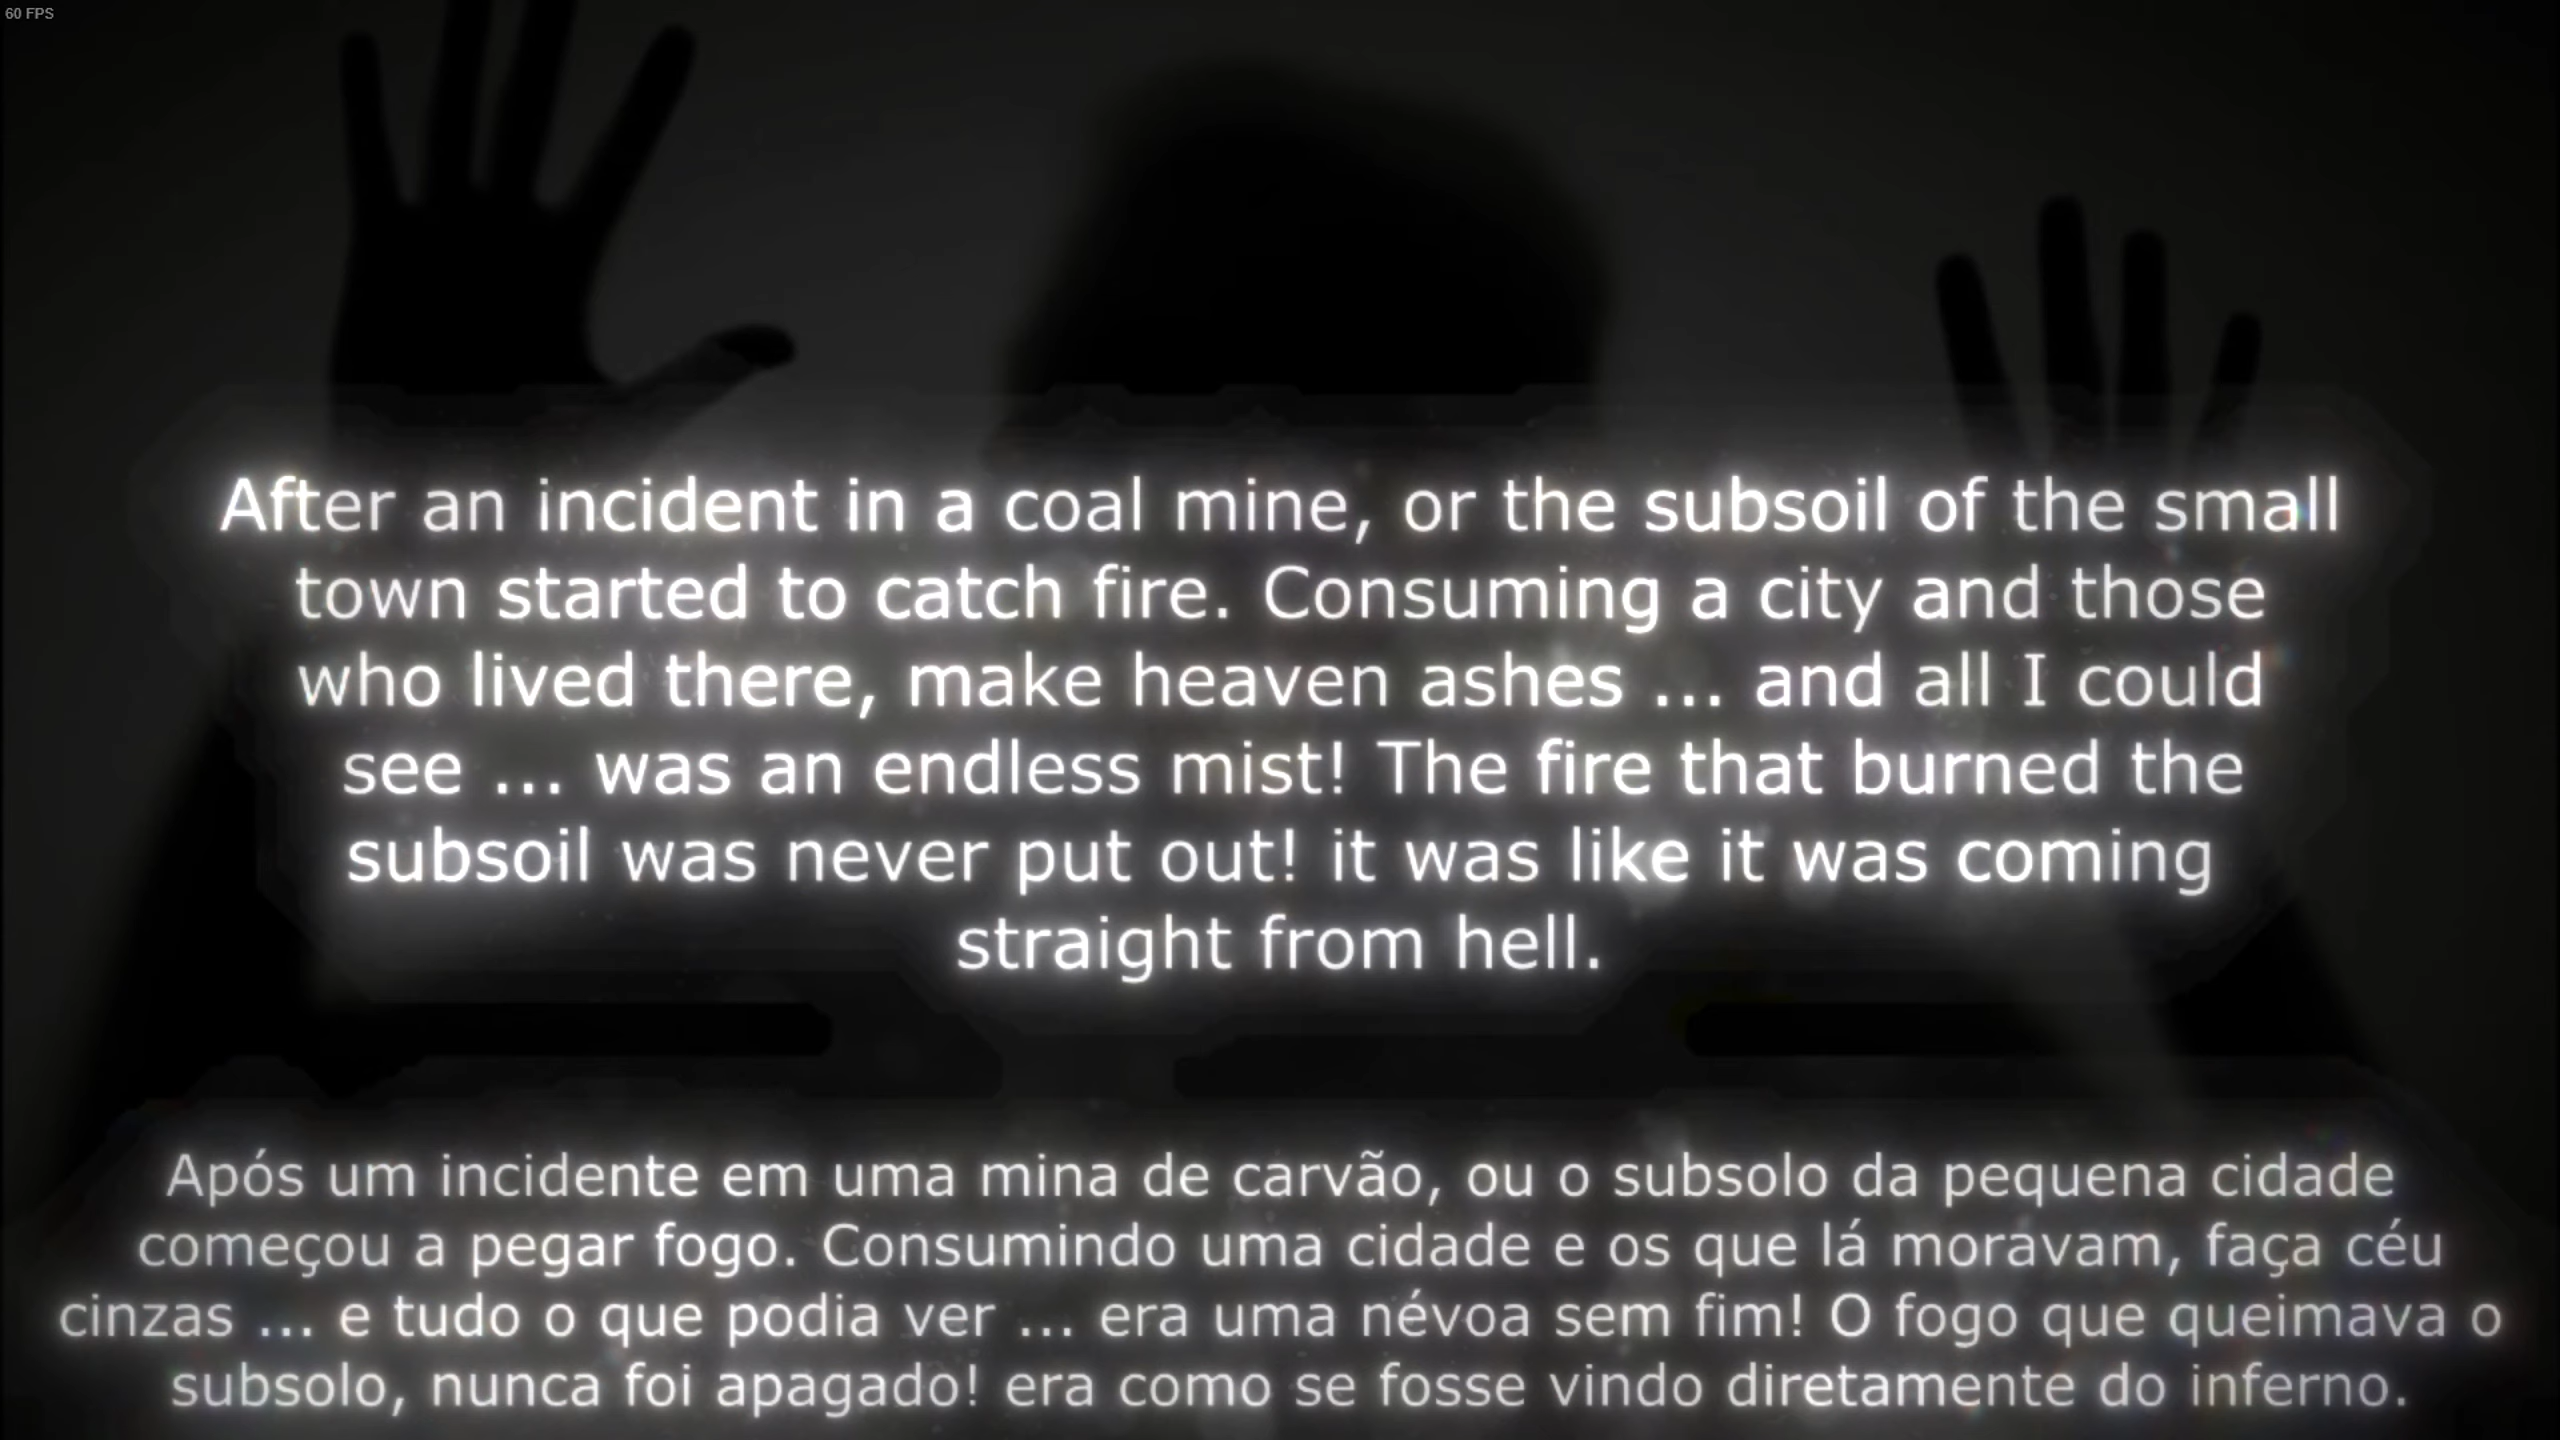 60 FPS
After an incident in a coal mine, or the subsoil of the small
town started to catch fire. Consuming a city and those
who lived there, make heaven ashes ... and all I could
see ... was an endless mist! The fire that burned the
subsoil was never put out! it was like it was coming
straight from hell.
Após um incidente em uma mina de carvão, ou o subsolo da pequena cidade
começou a pegar fogo. Consumindo uma cidade e os que lá moravam, faça céu
cinzas ... e tudo o que podia ver ... era uma névoa sem fim! O fogo que queimava o
subsolo, nunca foi apagado! era como se fosse vindo diretamente do inferno.